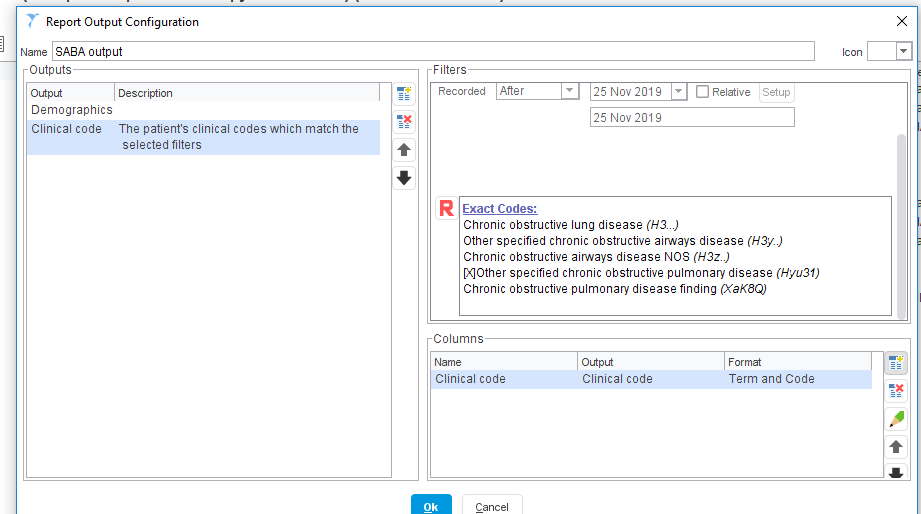 Report Output Configuration
Name SABA output Icon
Outputs
Output Description
Demographics
Clinical code The patient's clinical codes which match the
selected filters
Filters
Recorded After 25 Nov 2019 Relative Setup
25 Nov 2019
R Exact Codes:
Chronic obstructive lung disease (H3...)
Other specified chronic obstructive airways disease (H3y..)
Chronic obstructive airways disease NOS (H3z..)
[X]Other specified chronic obstructive pulmonary disease (Hyu31)
Chronic obstructive pulmonary disease finding (XaK8Q)
Columns
Name Output Format
Clinical code Clinical code Term and Code
Ok Cancel